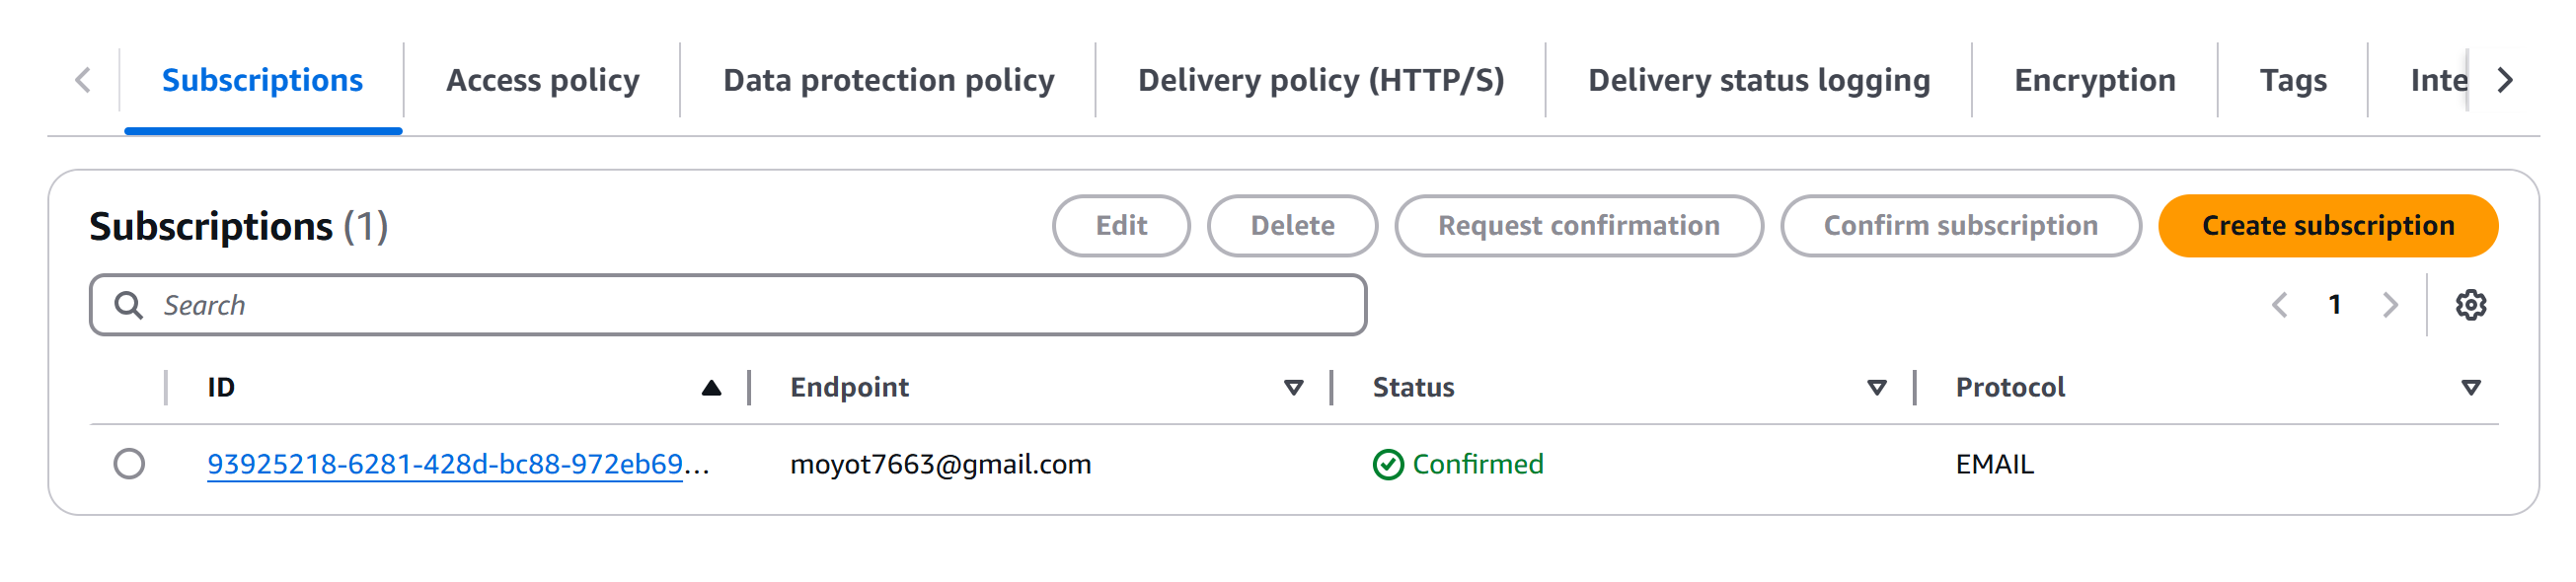 Subscriptions Access policy Data protection policy Delivery policy (HTTP/S) Delivery status logging Encryption Tags Inte
Subscriptions (1) Edit Delete Request confirmation Confirm subscription Create subscription
Search 1
ID Endpoint Status Protocol
93925218-6281-428d-bc88-972eb69... moyot7663@gmail.com Confirmed EMAIL